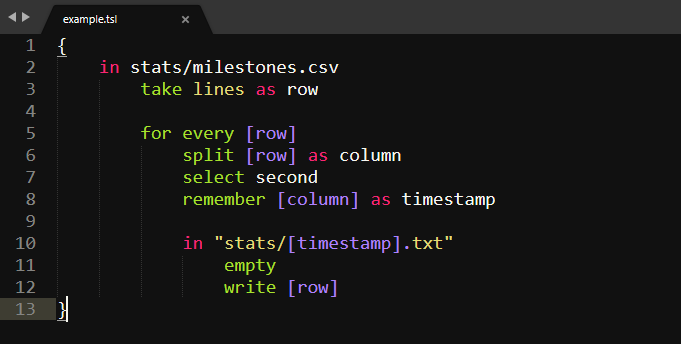 example.tsl ×
1 {
2 in stats/milestones.csv
3 take lines as row
4
5 for every [row]
6 split [row] as column
7 select second
8 remember [column] as timestamp
9
10 in "stats/[timestamp].txt"
11 empty
12 write [row]
13 }